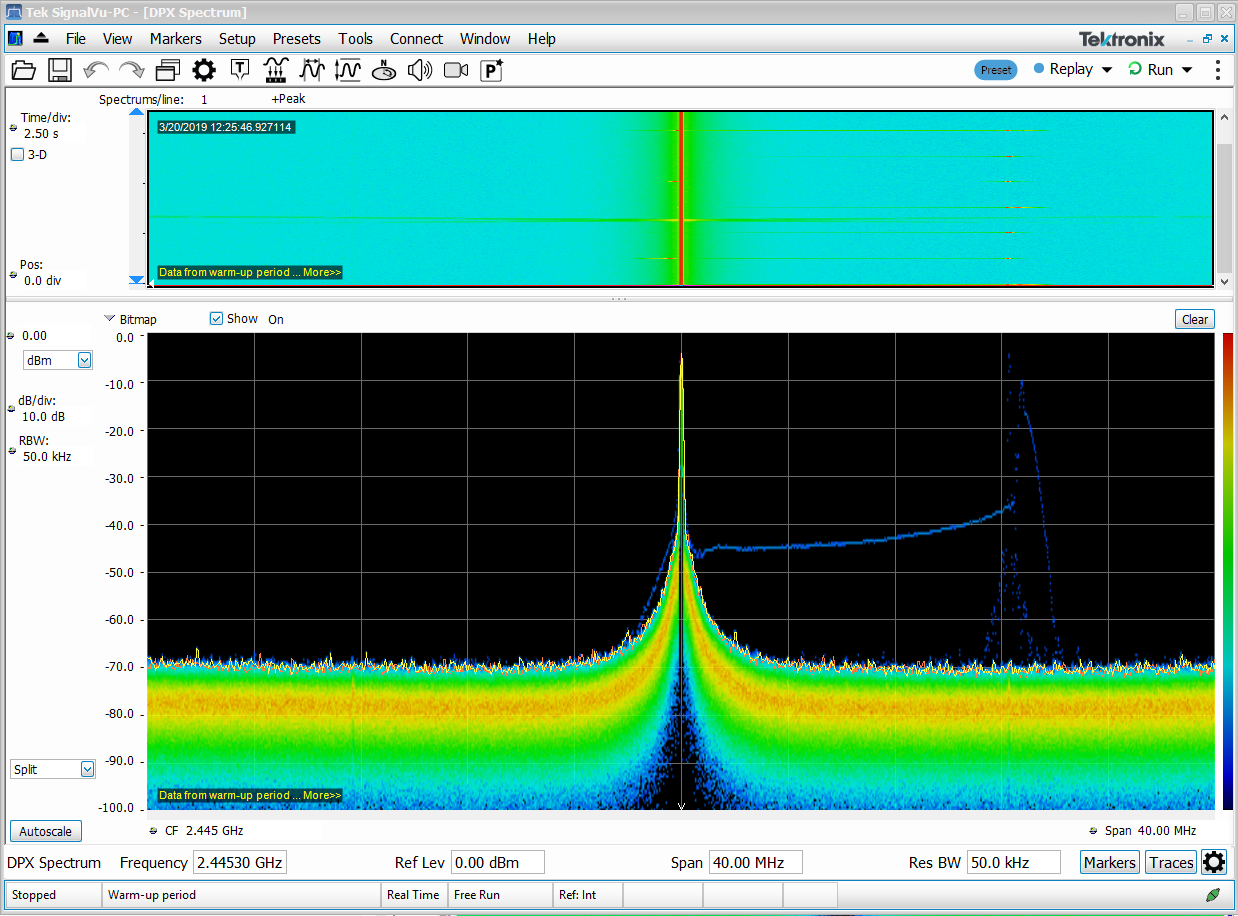 Tek SignalVu-PC - [DPX Spectrum]
File View Markers Setup Presets Tools Connect Window Help
Tektronix
T
N
P
Preset Replay Run
Spectrums/line: 1 +Peak
Time/div:
2.50 s
3-D
3/20/2019 12:25:46.927114
Pos:
0.0 div
Data from warm-up period ... More>>
Bitmap Show On
Clear
0.00
dBm
dB/div:
10.0 dB
RBW:
50.0 kHz
0.0
-10.0
-20.0
-30.0
-40.0
-50.0
-60.0
-70.0
-80.0
-90.0
-100.0
Split
Data from warm-up period ... More>>
Autoscale
CF 2.445 GHz
Span 40.00 MHz
DPX Spectrum Frequency 2.44530 GHz Ref Lev 0.00 dBm Span 40.00 MHz Res BW 50.0 kHz Markers Traces
Stopped Warm-up period Real Time Free Run Ref: Int